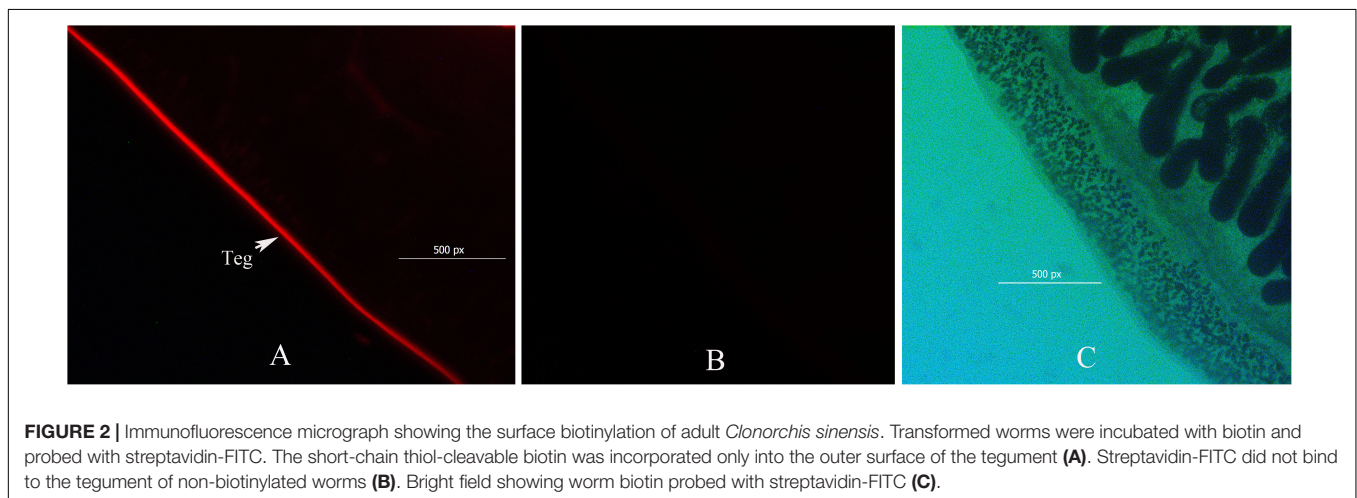 Teg
500 px
A
B
500 px
C
FIGURE 2 | Immunofluorescence micrograph showing the surface biotinylation of adult Clonorchis sinensis. Transformed worms were incubated with biotin and
probed with streptavidin-FITC. The short-chain thiol-cleavable biotin was incorporated only into the outer surface of the tegument (A). Streptavidin-FITC did not bind
to the tegument of non-biotinylated worms (B). Bright field showing worm biotin probed with streptavidin-FITC (C).